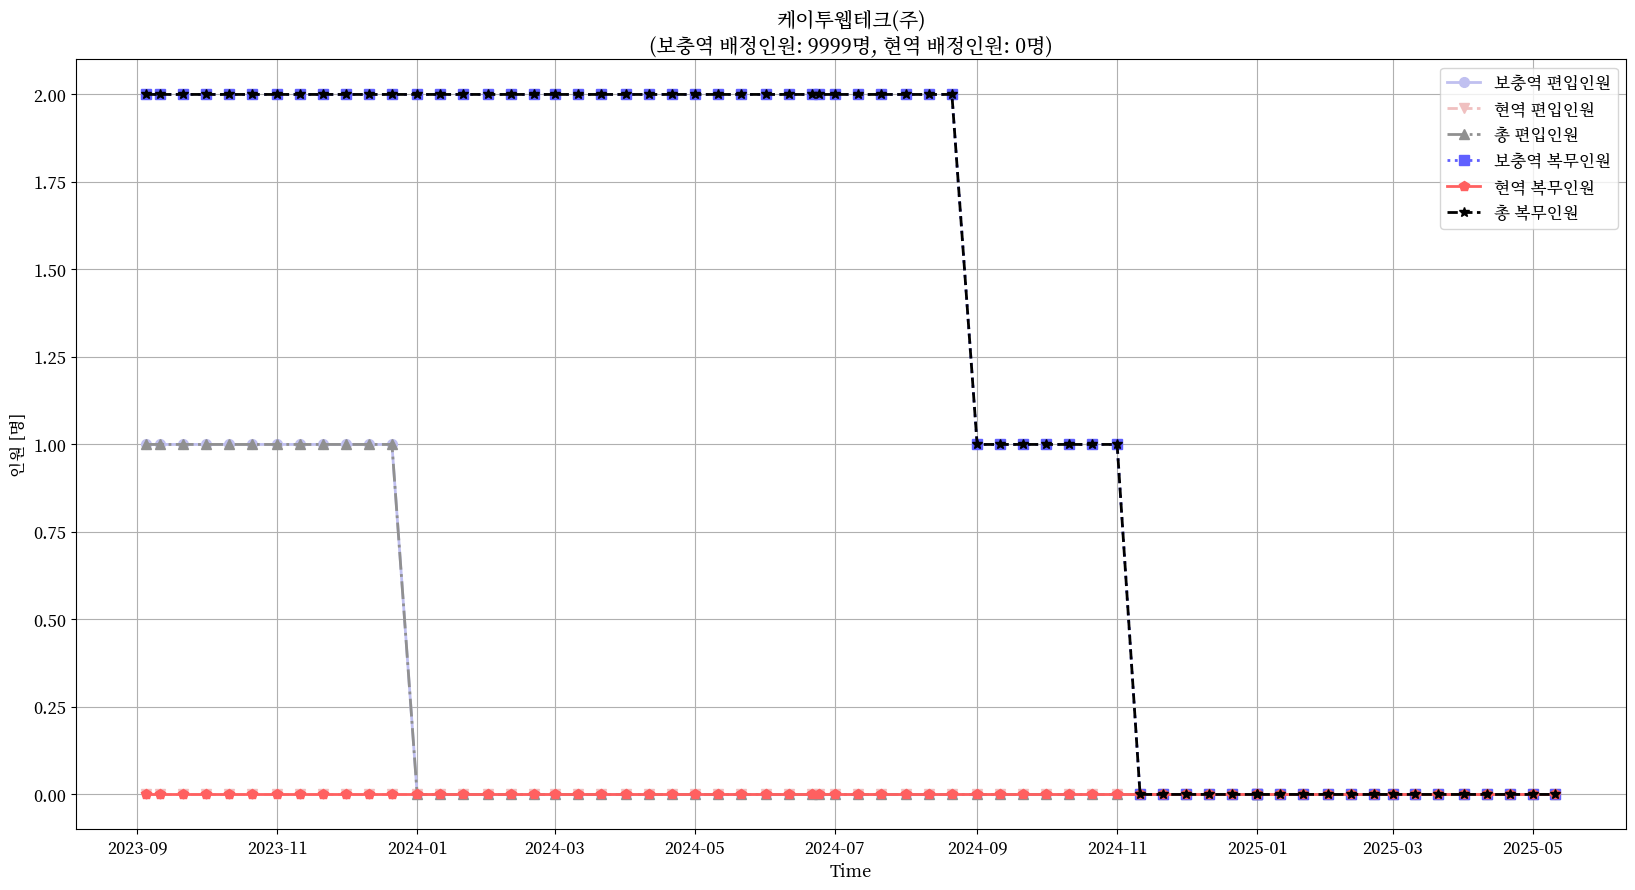 케이투웹테크(주)
(보충역 배정인원: 9999명, 현역 배정인원: 0명)
보충역 편입인원
현역 편입인원
총 편입인원
보충역 복무인원
현역 복무인원
총 복무인원
인원 [명]
2.00
1.75
1.50
1.25
1.00
0.75
0.50
0.25
0.00
2023-09 2023-11 2024-01 2024-03 2024-05 2024-07 2024-09 2024-11 2025-01 2025-03 2025-05
Time